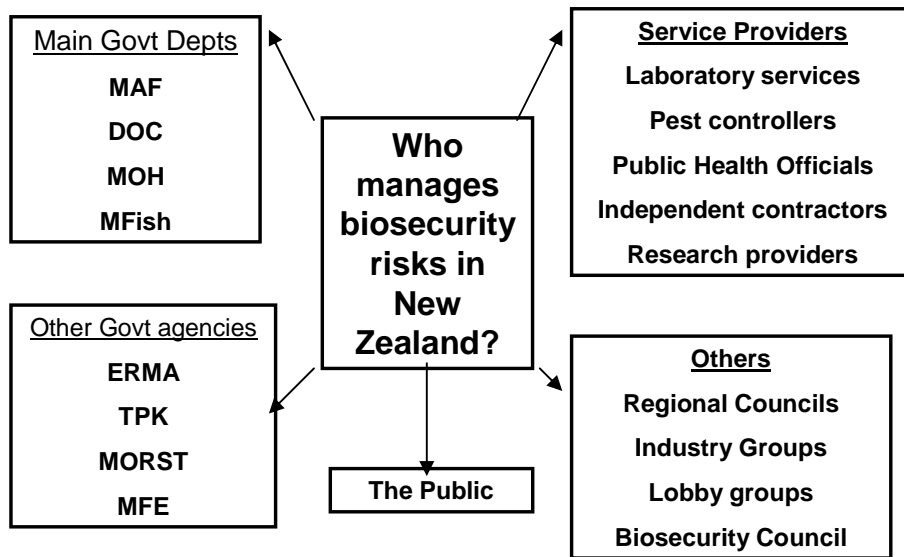 Main Govt Depts
MAF
DOC
MOH
MFish
Service Providers
Laboratory services
Pest controllers
Public Health Officials
Independent contractors
Research providers
Who
manages
biosecurity
risks in
New
Zealand?
Other Govt agencies
ERMA
TPK
MORST
MFE
The Public
Others
Regional Councils
Industry Groups
Lobby groups
Biosecurity Council